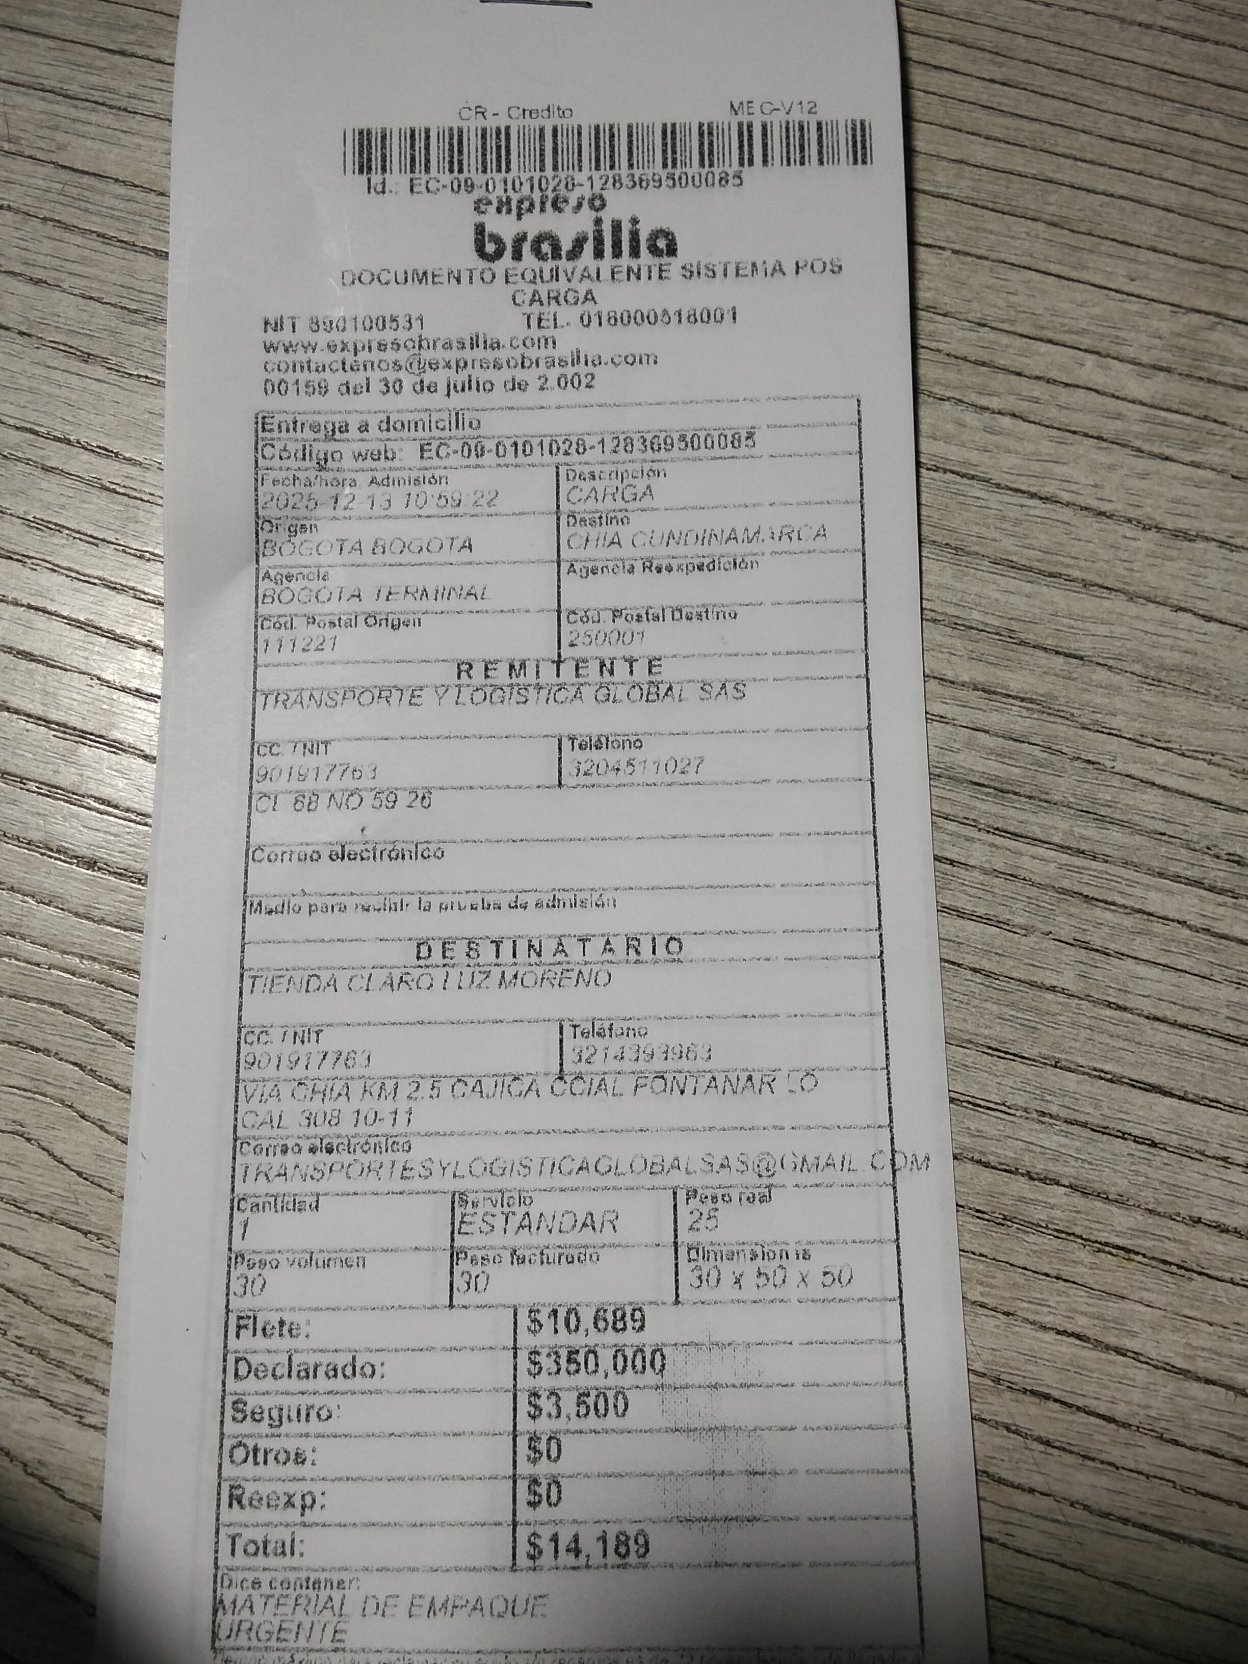 CR - Credito ME C-V12
Id.: EC-09-0101028-128369500085
expreso
brasilia
DOCUMENTO EQUIVALENTE SISTEMA POS
CARGA
NIT 890100531 TEL. 018000518001
www.expresobrasilia.com
contactenos@expresobrasilia.com
00159 del 30 de julio de 2.002
Entrega a domicilio
Código web: EC-09-0101028-128369500085
Fecha/hora, Admisión Descripción
2025-12-13 10:59:22 CARGA
Origen Destino
BOGOTA BOGOTA CHIA CUNDINAMARCA
Agencia Agencia Reexpedición
BOGOTA TERMINAL
Cód. Postal Origen Cód. Postal Destino
111221 250001
REMITENTE
TRANSPORTE Y LOGISTICA GLOBAL SAS
CC. / NIT Teléfono
901917763 3204511027
CL 68 NO 59 26
Correo electrónico
Medio para recibir la prueba de admisión
DESTINATARIO
TIENDA CLARO LUZ MORENO
CC. / NIT Teléfono
901917763 3214393963
VIA CHIA KM 2.5 CAJICA CCIAL FONTANAR LO
CAL 308 10-11
Correo electrónico
TRANSPORTESYLOGISTICAGLOBALSAS@GMAIL.COM
Cantidad Servicio Peso real
1 ESTANDAR 25
Peso volumen Peso facturado Dimensiones
30 30 30 x 50 x 50
Flete: $10,689
Declarado: $350,000
Seguro: $3,500
Otros: $0
Reexp: $0
Total: $14,189
Dice contener:
MATERIAL DE EMPAQUE
URGENTE